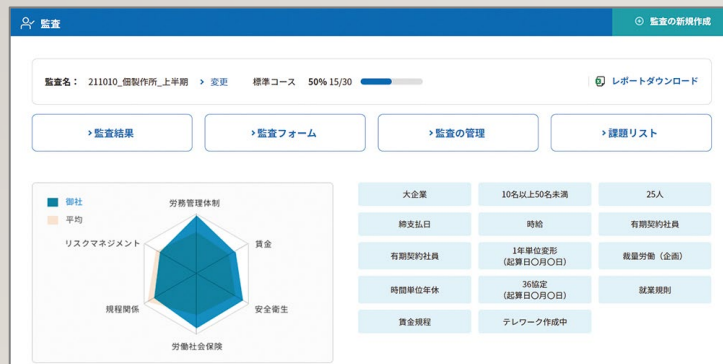 監査
監査の新規作成
監査名： 211010_佃製作所_上半期 > 変更 標準コース 50% 15/30 レポートダウンロード
>監査結果 >監査フォーム >監査の管理 >課題リスト
御社
平均
労務管理体制
リスクマネジメント
賃金
規程関係
安全衛生
労働社会保険
大企業 10名以上50名未満 25人
締支払日 時給 有期契約社員
有期契約社員 1年単位変形 裁量労働（企画）
（起算日〇月〇日）
時間単位年休 36協定 就業規則
（起算日〇月〇日）
賃金規程 テレワーク作成中